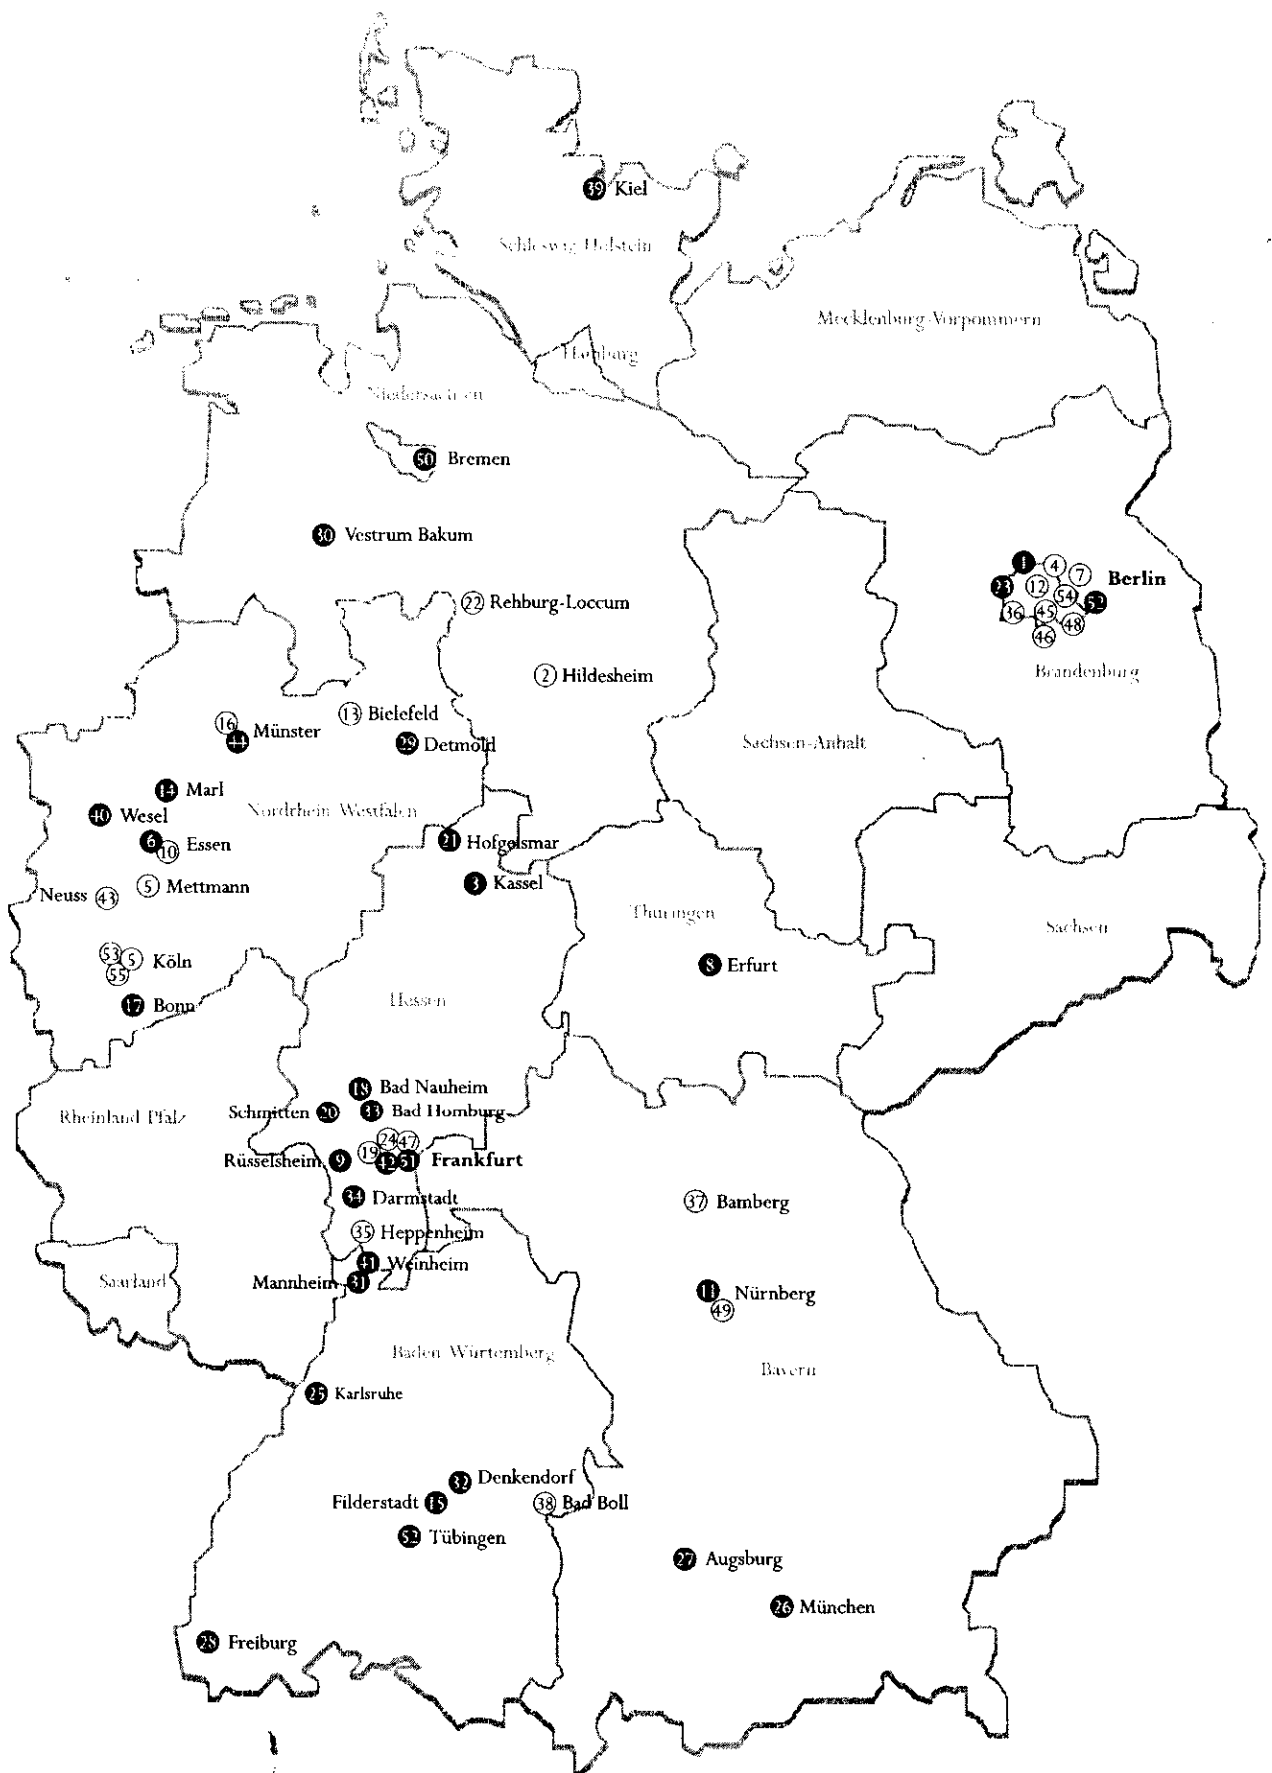 39 Kiel
Schleswig-Holstein
Mecklenburg-Vorpommern
Hamburg
Niedersachsen
50 Bremen
30 Vestrum Bakum
1 4 7 Berlin
23 12 54 52
36 45 48
46
22 Rehburg-Loccum
Brandenburg
2 Hildesheim
16 Münster
44
13 Bielefeld
29 Detmold
Sachsen-Anhalt
14 Marl
40 Wesel
Nordrhein-Westfalen
6 Essen
10
21 Hofgeismar
5 Mettmann
Neuss 43
3 Kassel
Thüringen
Sachsen
53 5 Köln
55
8 Erfurt
17 Bonn
Hessen
18 Bad Nauheim
Schmitten 20
33 Bad Homburg
Rheinland-Pfalz
24 47
19
Rüsselsheim 9
42 51 Frankfurt
34 Darmstadt
37 Bamberg
35 Heppenheim
41 Weinheim
Saarland
Mannheim 31
11 Nürnberg
49
Baden-Würtemberg
Bayern
25 Karlsruhe
32 Denkendorf
Filderstadt 15
38 Bad Boll
52 Tübingen
27 Augsburg
26 München
28 Freiburg